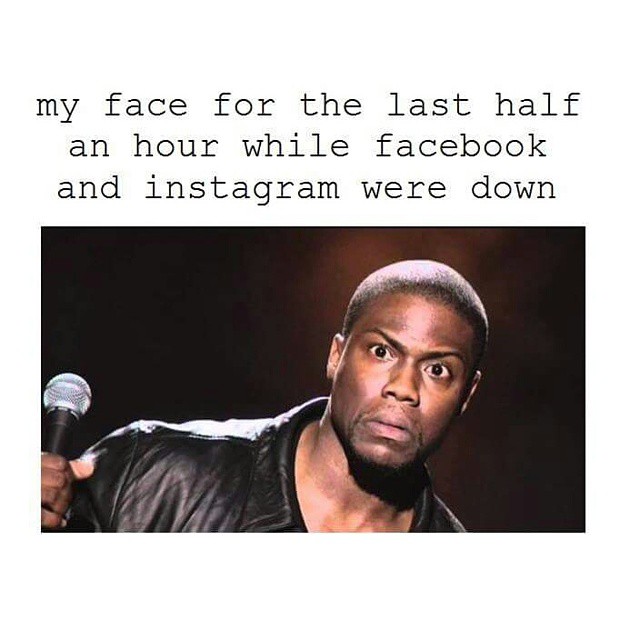 my face for the last half
an hour while facebook
and instagram were down